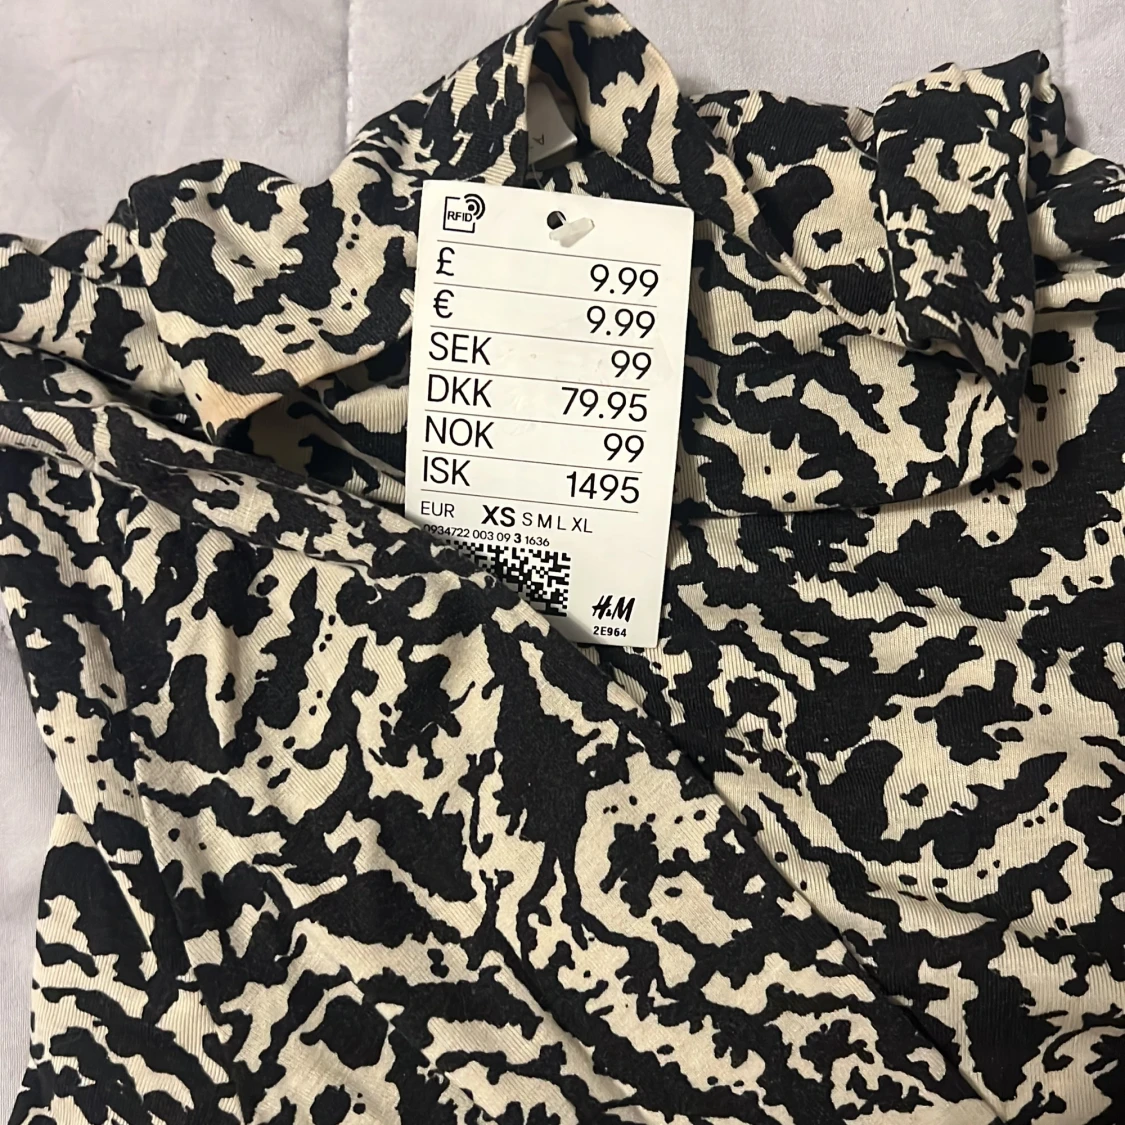 RFID
£ 9.99
€ 9.99
SEK 99
DKK 79.95
NOK 99
ISK 1495
EUR XS S M L XL
0934722 003 09 3 1636
H&M
2E964